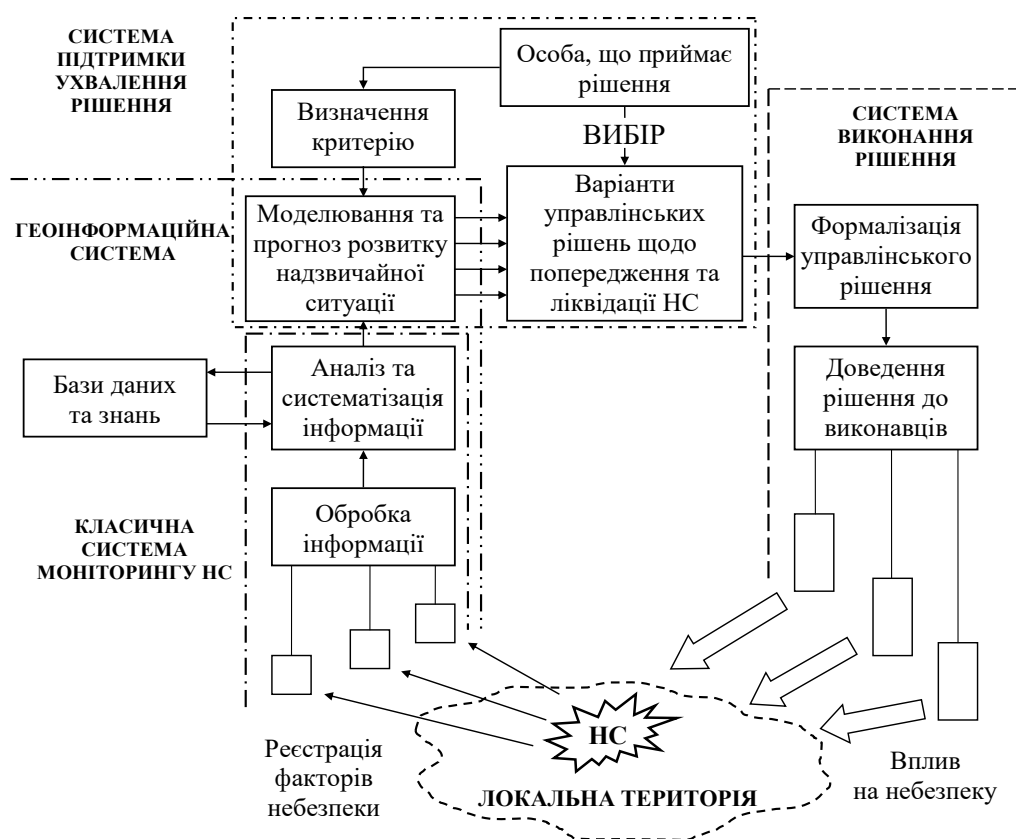 СИСТЕМА
ПІДТРИМКИ
УХВАЛЕННЯ
РІШЕННЯ
Особа, що приймає
рішення
Визначення
критерію
ВИБІР
СИСТЕМА
ВИКОНАННЯ
РІШЕННЯ
ГЕОІНФОРМАЦІЙНА
СИСТЕМА
Моделювання та
прогноз розвитку
надзвичайної
ситуації
Варіанти
управлінських
рішень щодо
попередження та
ліквідації НС
Формалізація
управлінського
рішення
Бази даних
та знань
Аналіз та
систематізація
інформації
Доведення
рішення до
виконавців
КЛАСИЧНА
СИСТЕМА
МОНІТОРИНГУ НС
Обробка
інформації
НС
Реєстрація
факторів
небезпеки
ЛОКАЛЬНА ТЕРИТОРІЯ
Вплив
на небезпеку